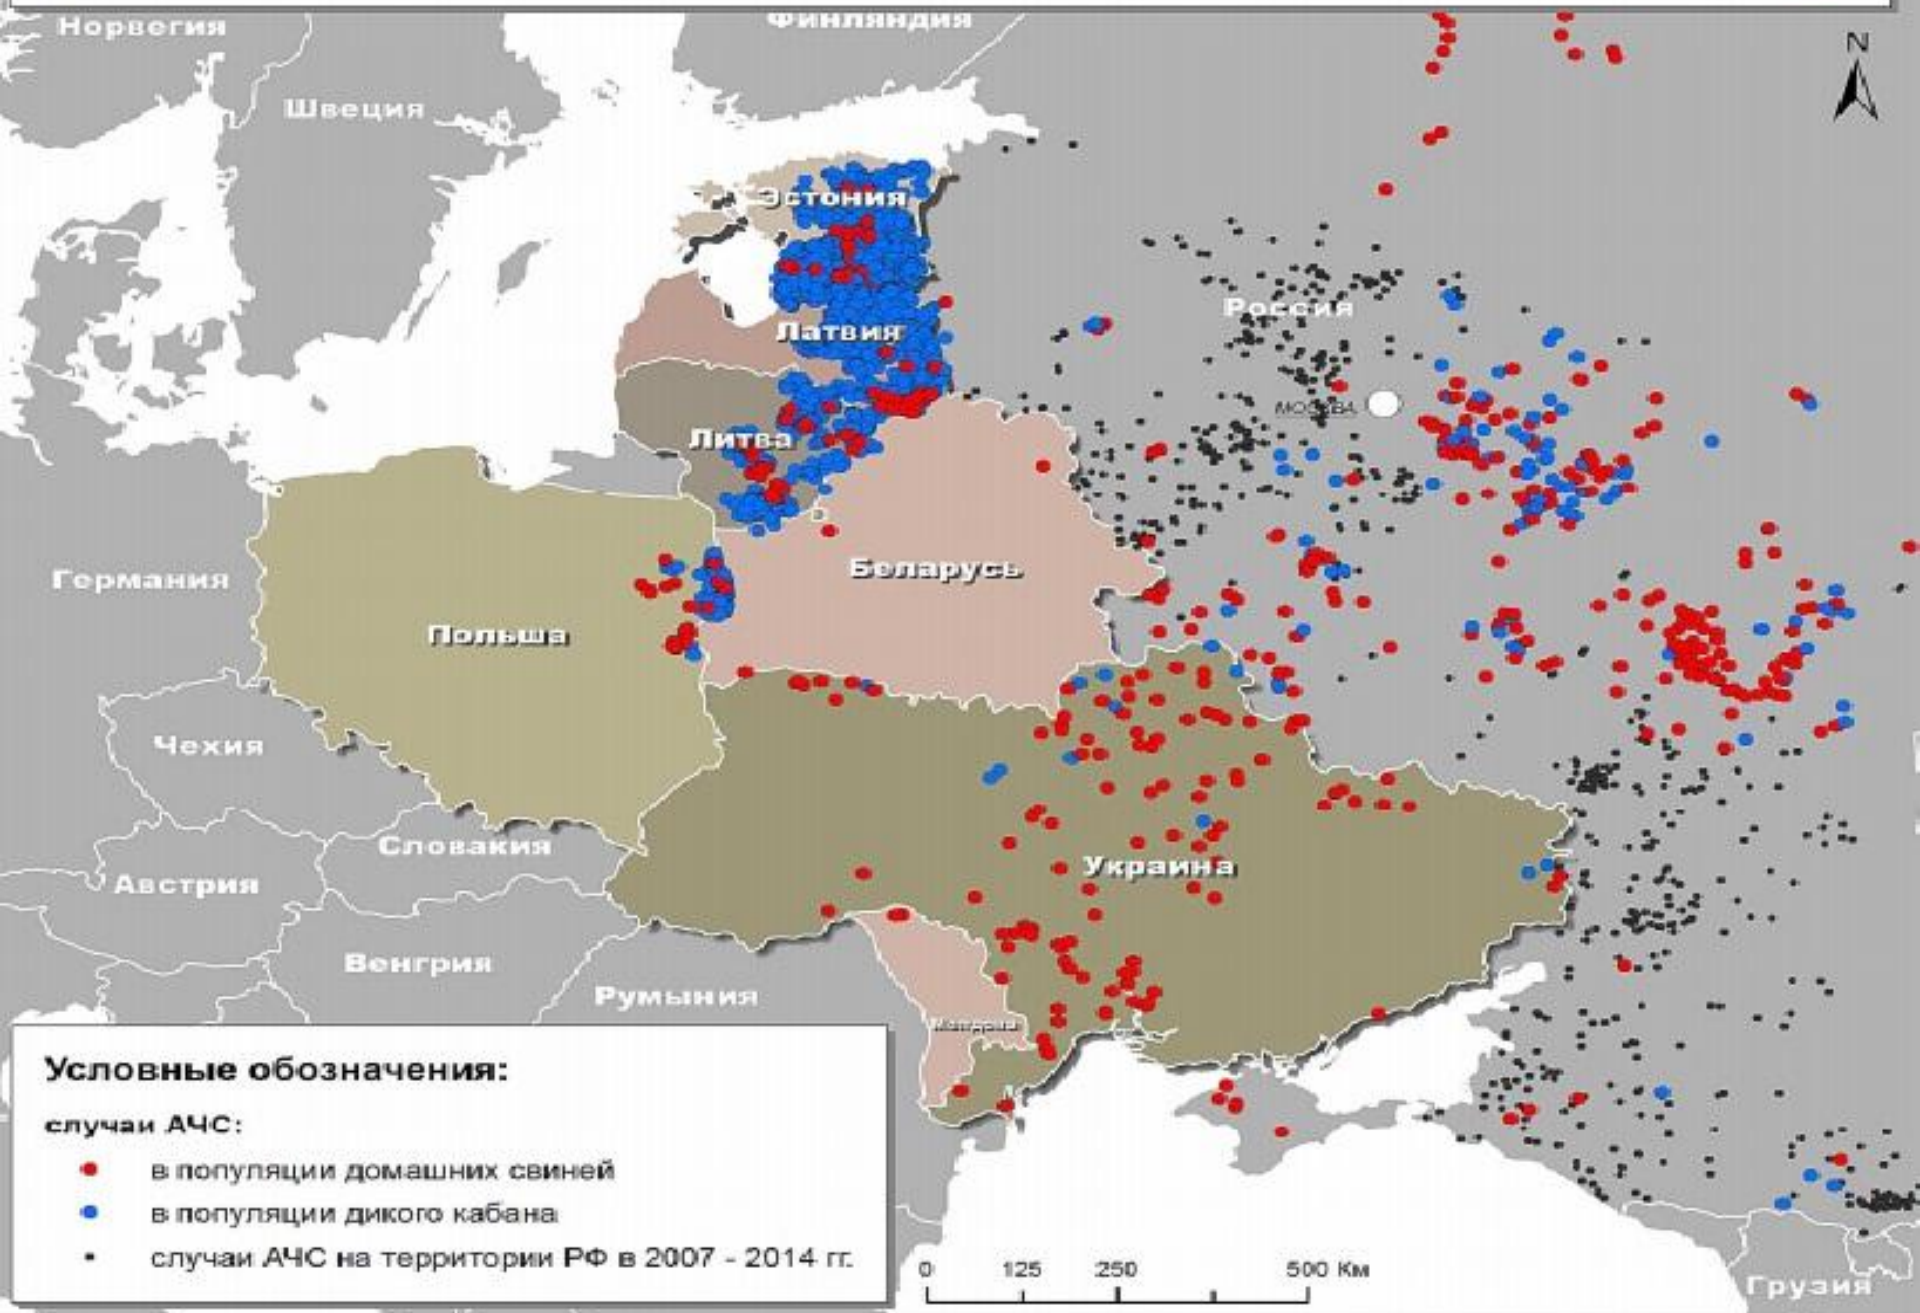 Норвегия
Финляндия
N
Швеция
Эстония
Россия
Латвия
МОСКВА
Литва
Беларусь
Германия
Польша
Чехия
Словакия
Украина
Австрия
Венгрия
Румыния
Молдова
Условные обозначения:
случаи АЧС:
в популяции домашних свиней
в популяции дикого кабана
случаи АЧС на территории РФ в 2007 - 2014 гг.
0 125 250 500 Км
Грузия